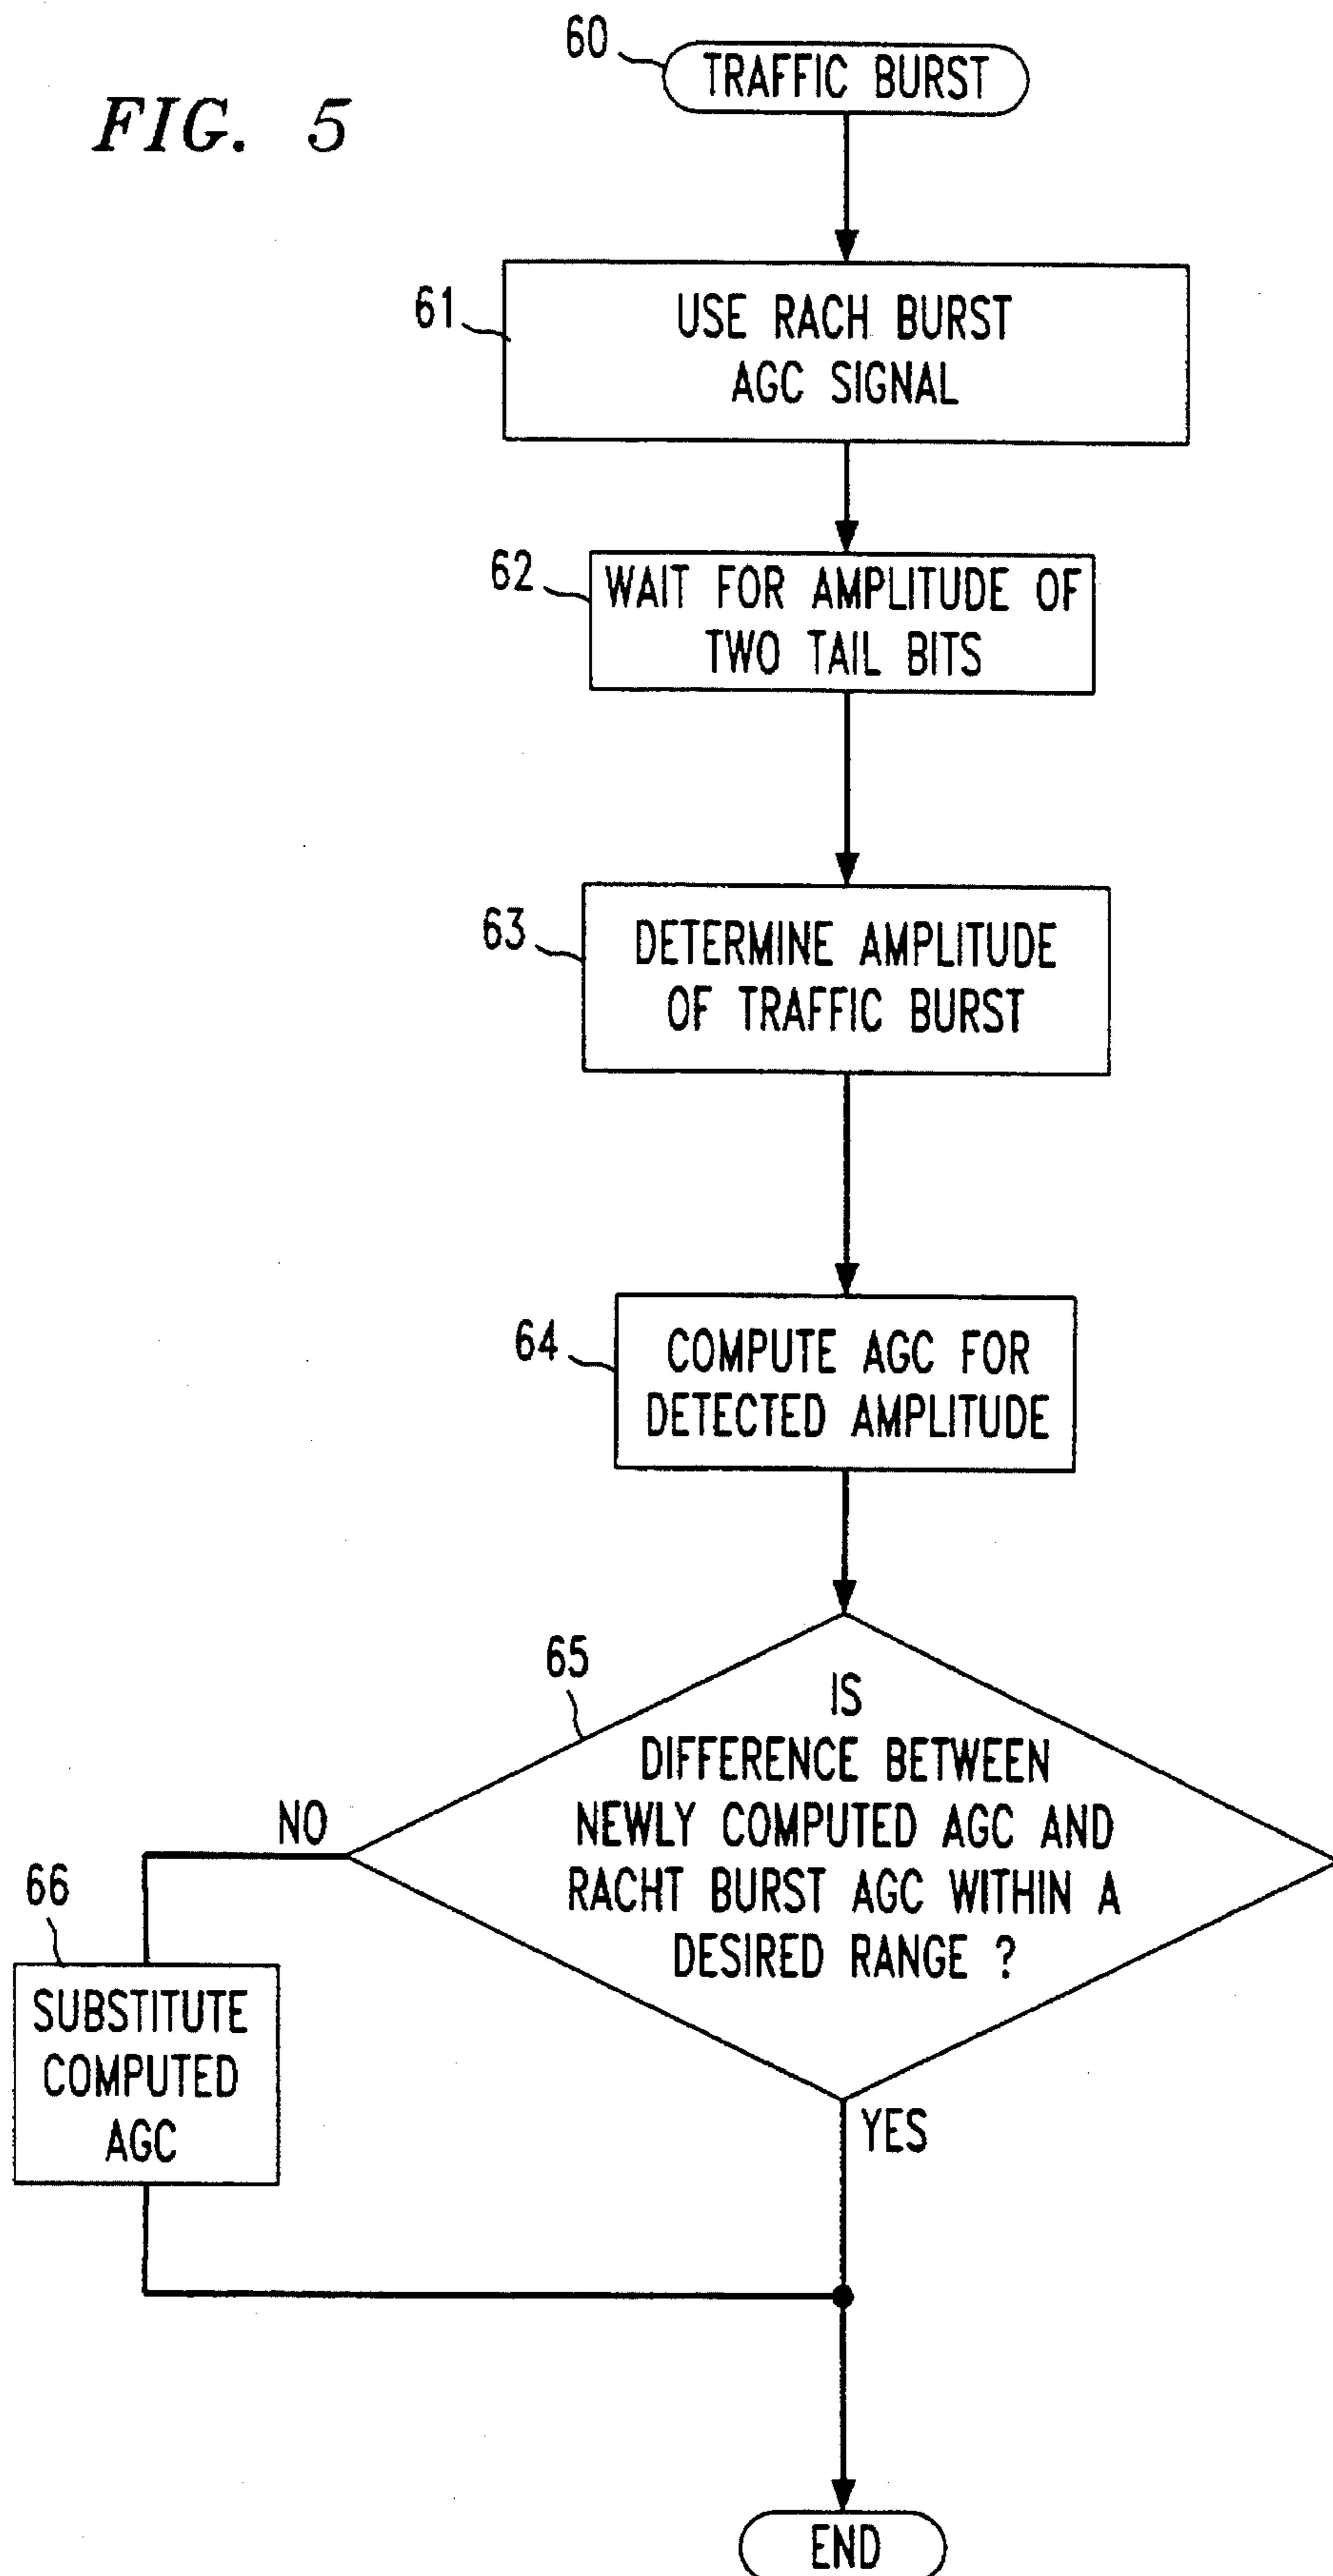 FIG. 5
60
TRAFFIC BURST
61
USE RACH BURST
AGC SIGNAL
62
WAIT FOR AMPLITUDE OF
TWO TAIL BITS
63
DETERMINE AMPLITUDE
OF TRAFFIC BURST
64
COMPUTE AGC FOR
DETECTED AMPLITUDE
65
IS
DIFFERENCE BETWEEN
NEWLY COMPUTED AGC AND
RACHT BURST AGC WITHIN A
DESIRED RANGE ?
NO
66
SUBSTITUTE
COMPUTED
AGC
YES
END